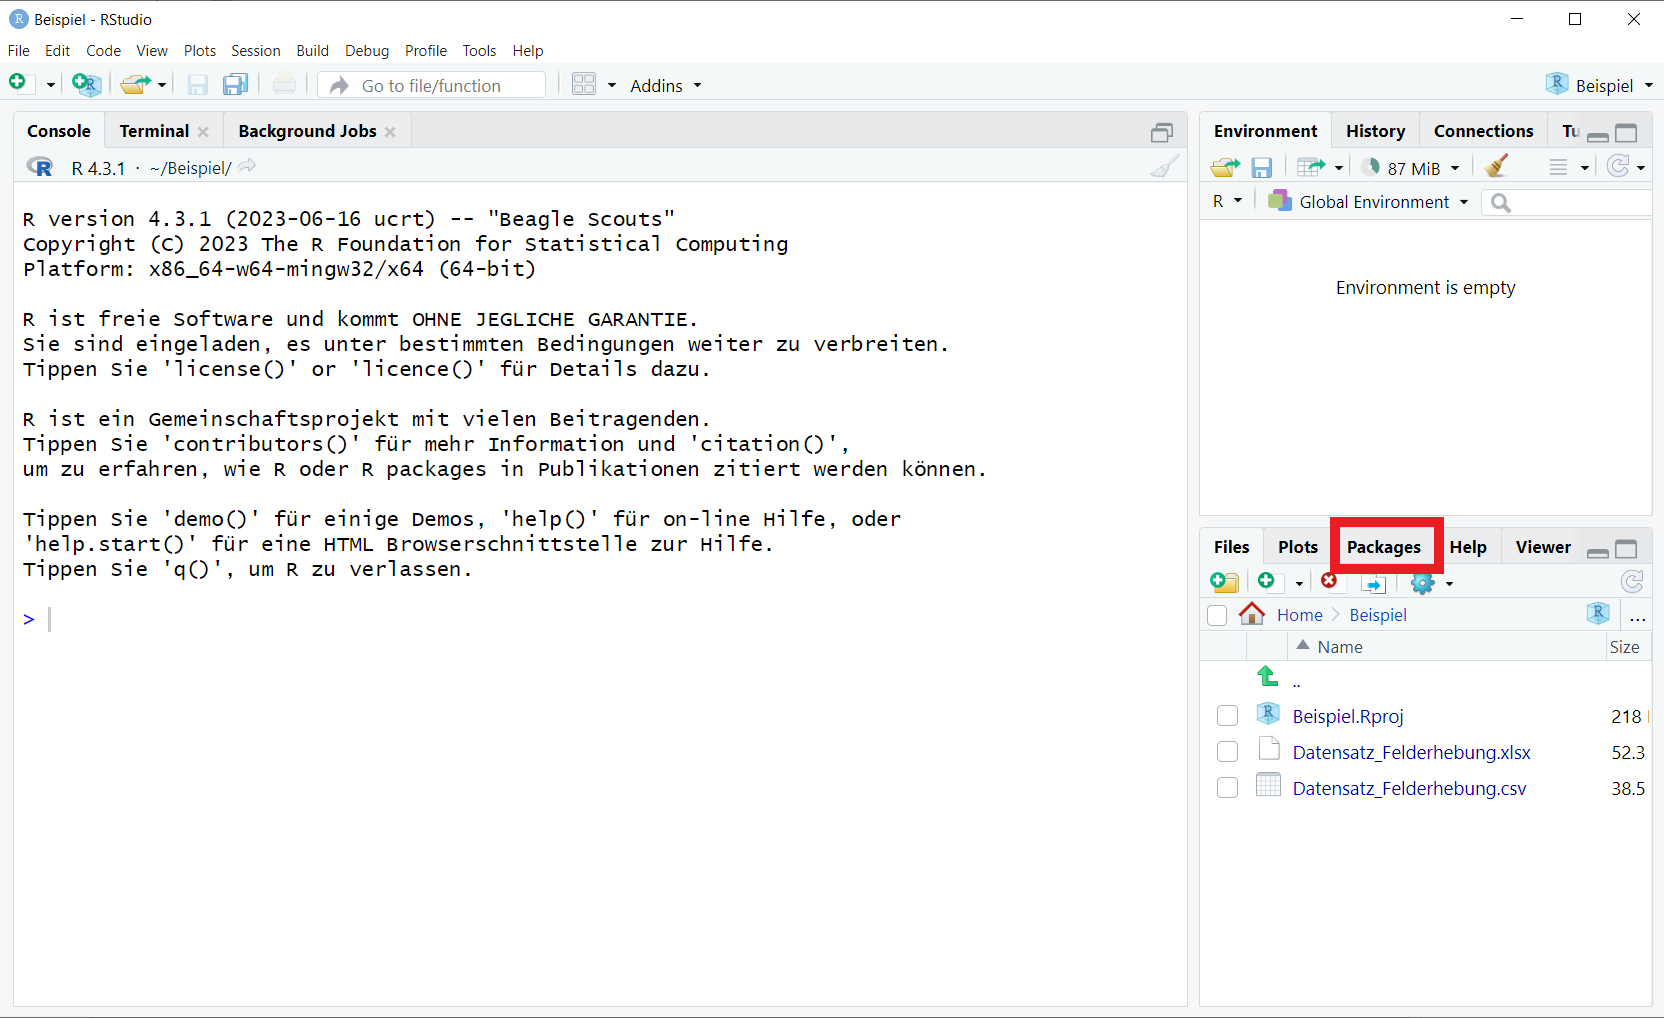 Beispiel - RStudio
File Edit Code View Plots Session Build Debug Profile Tools Help
Go to file/function Addins Beispiel
Console Terminal Background Jobs
R 4.3.1 · ~/Beispiel/
R version 4.3.1 (2023-06-16 ucrt) -- "Beagle Scouts"
Copyright (C) 2023 The R Foundation for Statistical Computing
Platform: x86_64-w64-mingw32/x64 (64-bit)
R ist freie Software und kommt OHNE JEGLICHE GARANTIE.
Sie sind eingeladen, es unter bestimmten Bedingungen weiter zu verbreiten.
Tippen Sie 'license()' or 'licence()' für Details dazu.
R ist ein Gemeinschaftsprojekt mit vielen Beitragenden.
Tippen Sie 'contributors()' für mehr Information und 'citation()',
um zu erfahren, wie R oder R packages in Publikationen zitiert werden können.
Tippen Sie 'demo()' für einige Demos, 'help()' für on-line Hilfe, oder
'help.start()' für eine HTML Browserschnittstelle zur Hilfe.
Tippen Sie 'q()', um R zu verlassen.
>
Environment History Connections Tu
87 MiB
R Global Environment
Environment is empty
Files Plots Packages Help Viewer
Home Beispiel ...
Name Size
..
Beispiel.Rproj 218
Datensatz_Felderhebung.xlsx 52.3
Datensatz_Felderhebung.csv 38.5